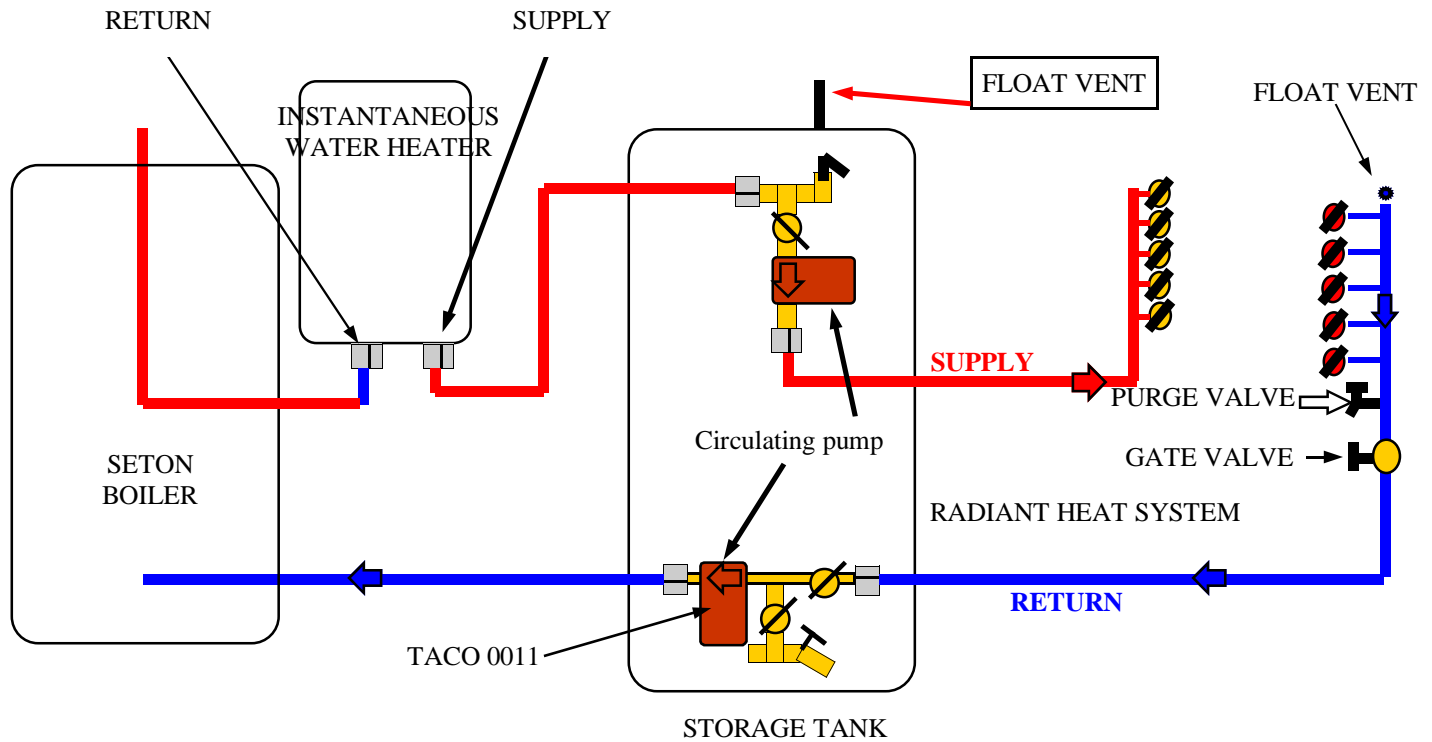 RETURN
SUPPLY
FLOAT VENT
FLOAT VENT
INSTANTANEOUS
WATER HEATER
SUPPLY
PURGE VALVE
Circulating pump
GATE VALVE
SETON
BOILER
RADIANT HEAT SYSTEM
RETURN
TACO 0011
STORAGE TANK